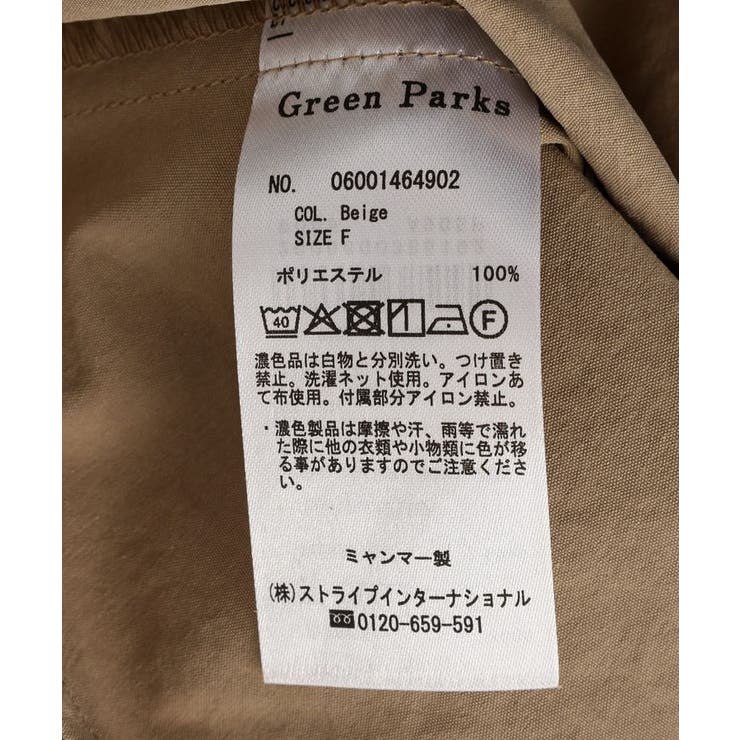 Green Parks
NO. 06001464902
COL. Beige
SIZE F
ポリエステル 100%
40 F
濃色品は白物と分別洗い。つけ置き
禁止。洗濯ネット使用。アイロンあ
て布使用。付属部分アイロン禁止。
・濃色製品は摩擦や汗、雨等で濡れ
た際に他の衣類や小物類に色が移
る事がありますのでご注意くださ
い。
ミャンマー製
(株)ストライプインターナショナル
0120-659-591